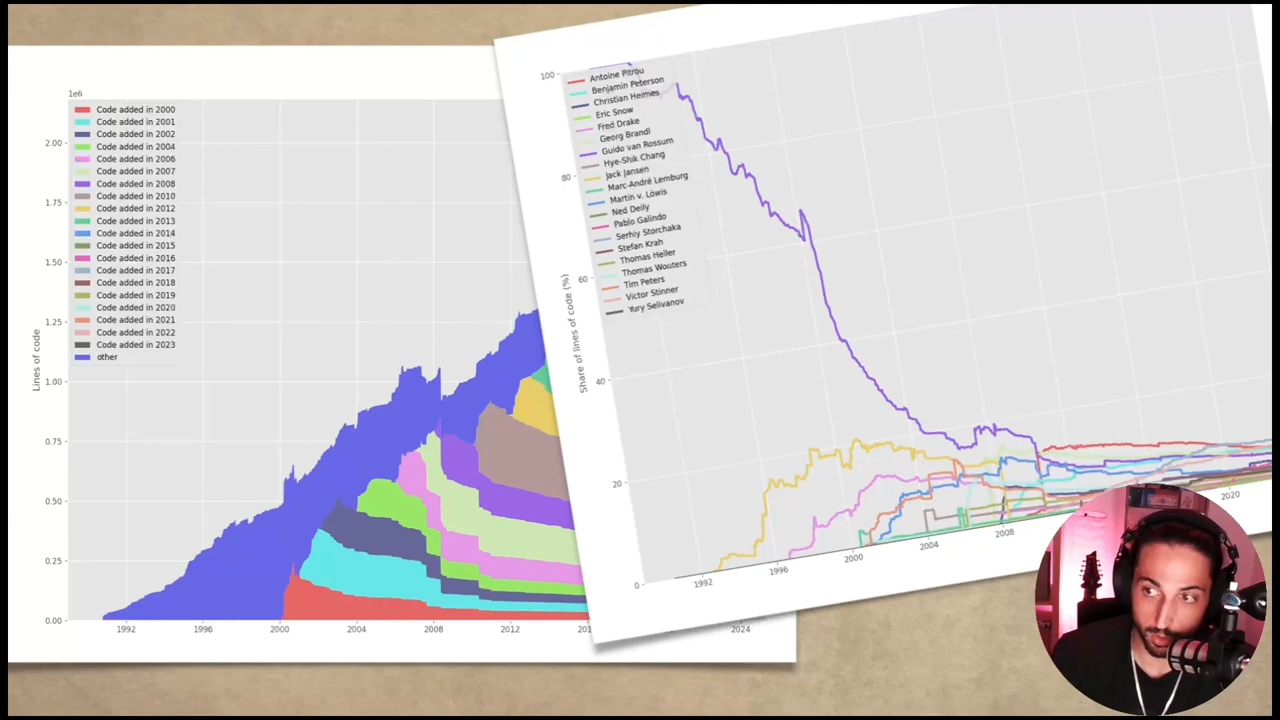 1e6
Code added in 2000
Code added in 2001
Code added in 2002
Code added in 2004
Code added in 2006
Code added in 2007
Code added in 2008
Code added in 2010
Code added in 2012
Code added in 2013
Code added in 2014
Code added in 2015
Code added in 2016
Code added in 2017
Code added in 2018
Code added in 2019
Code added in 2020
Code added in 2021
Code added in 2022
Code added in 2023
other
Lines of code
2.00
1.75
1.50
1.25
1.00
0.75
0.50
0.25
0.00
1992 1996 2000 2004 2008 2012 2024
Antoine Pitrou
Benjamin Peterson
Christian Heimes
Eric Snow
Fred Drake
Georg Brandl
Guido van Rossum
Hye-Shik Chang
Jack Jansen
Marc-André Lemburg
Martin v. Löwis
Ned Deily
Pablo Galindo
Serhiy Storchaka
Stefan Krah
Thomas Heller
Thomas Wouters
Tim Peters
Victor Stinner
Yury Selivanov
Share of lines of code (%)
100
80
60
40
20
0
1992 1996 2000 2004 2008 2020